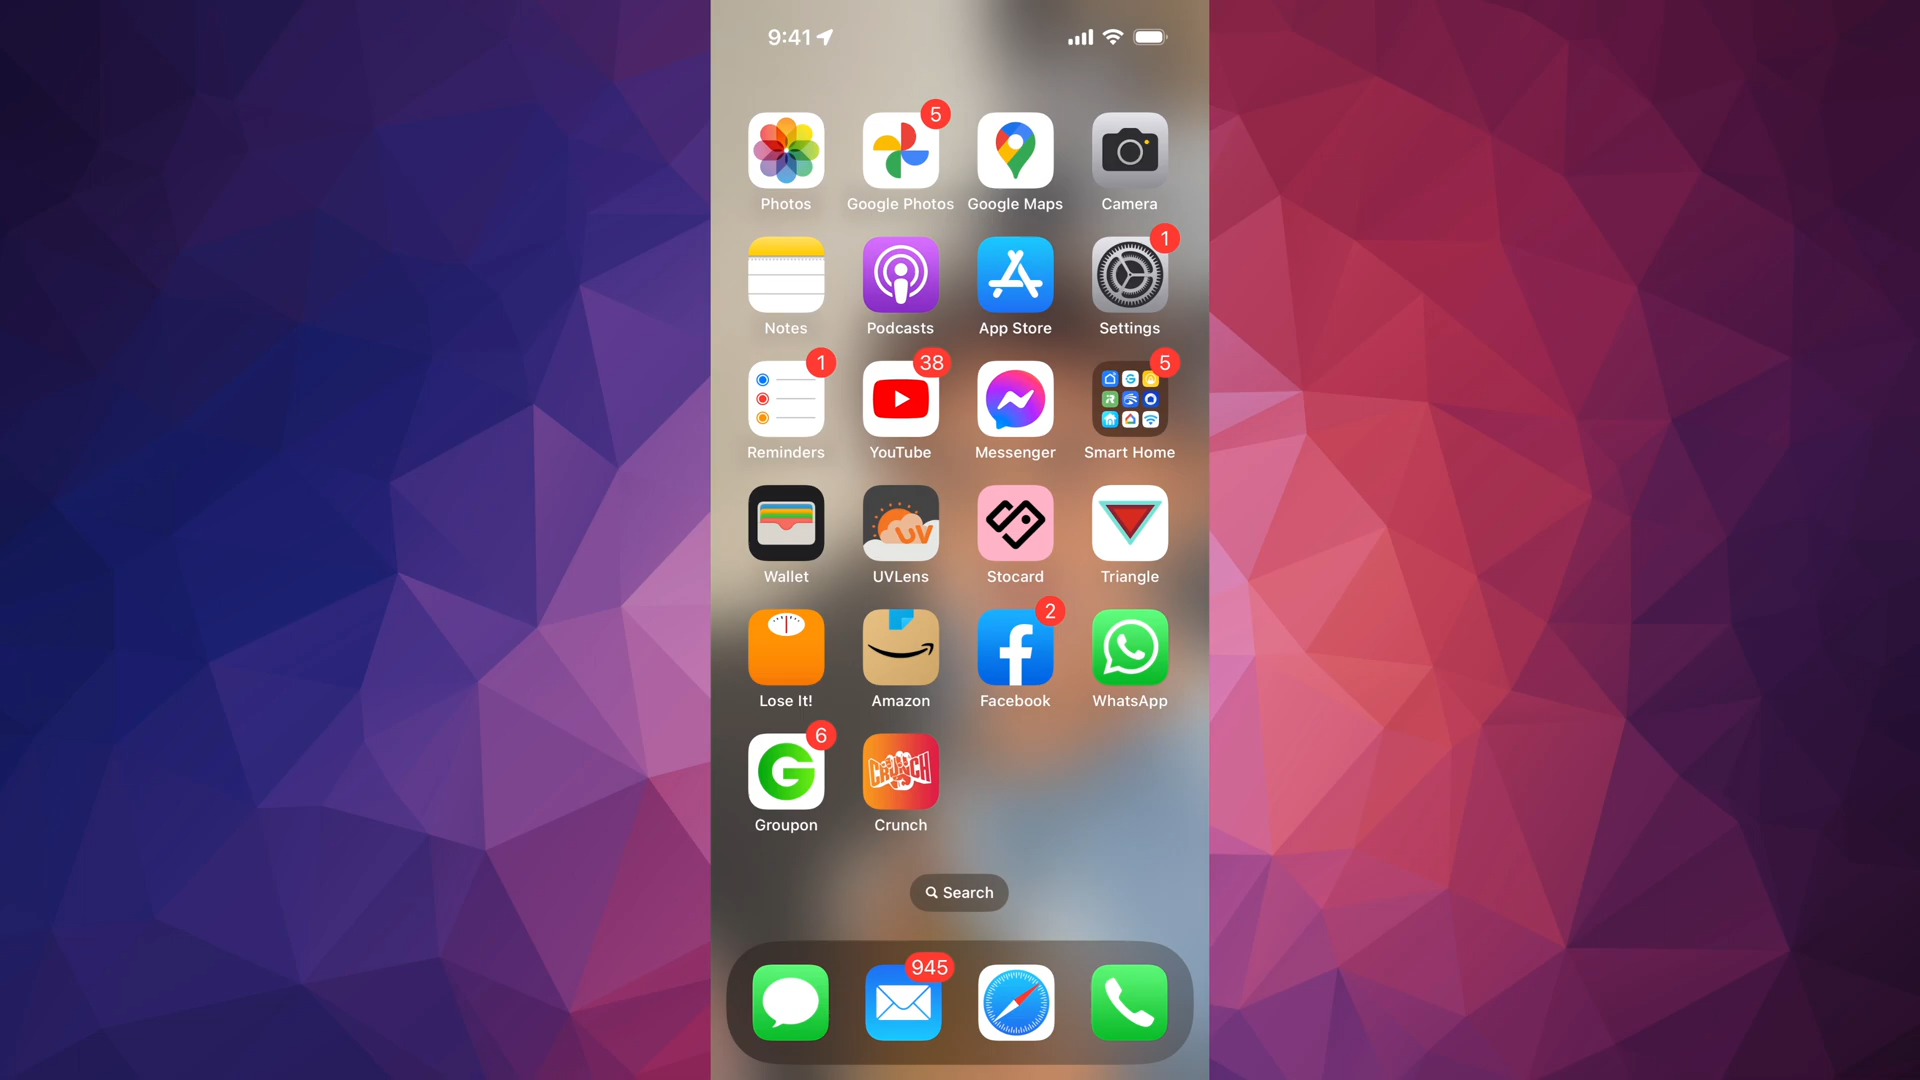 9:41
5
Photos Google Photos Google Maps Camera
1
Notes Podcasts App Store Settings
1 38 5
Reminders YouTube Messenger Smart Home
UV
Wallet UVLens Stocard Triangle
2
Lose It! Amazon Facebook WhatsApp
6
CRUNCH
Groupon Crunch
Search
945